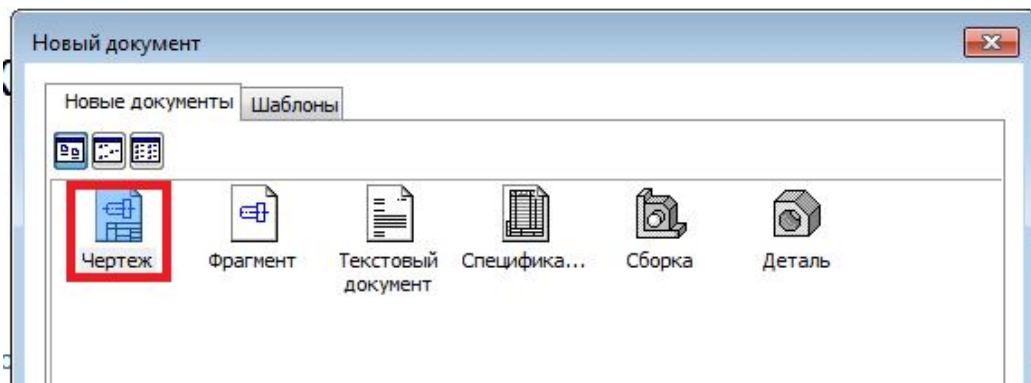 Новый документ
Новые документы Шаблоны
Чертеж Фрагмент Текстовый документ Специфика... Сборка Деталь